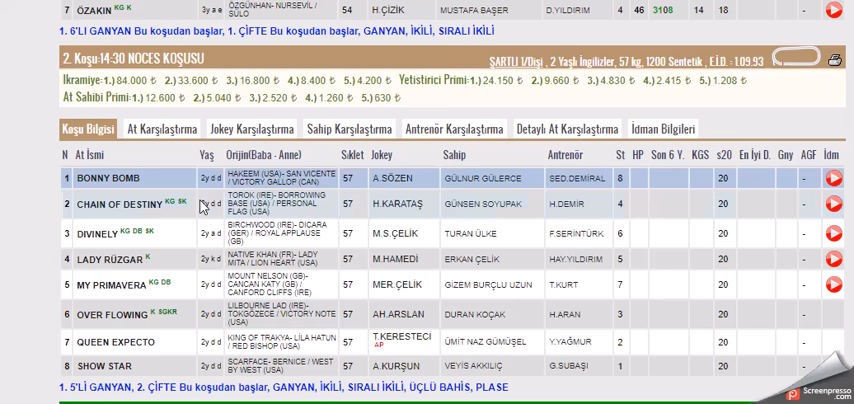 7 ÖZAKIN KG K 3y a e ÖZGÜNHAN- NURSEVİL / SÜLO 54 H.ÇİZİK MUSTAFA BAŞER D.YILDIRIM 4 46 3108 14 18
1. 6'LI GANYAN Bu koşudan başlar, 1. ÇİFTE Bu koşudan başlar, GANYAN, İKİLİ, SIRALI İKİLİ
2. Koşu:14:30 NOCES KOŞUSU
ŞARTLI 1/Dişi , 2 Yaşlı İngilizler, 57 kg, 1200 Sentetik , E.İ.D. : 1.09.93
İkramiye: 1.) 84.000 ₺ 2.) 33.600 ₺ 3.) 16.800 ₺ 4.) 8.400 ₺ 5.) 4.200 ₺ Yetistirici Primi: 1.) 24.150 ₺ 2.) 9.660 ₺ 3.) 4.830 ₺ 4.) 2.415 ₺ 5.) 1.208 ₺
At Sahibi Primi: 1.) 12.600 ₺ 2.) 5.040 ₺ 3.) 2.520 ₺ 4.) 1.260 ₺ 5.) 630 ₺
Koşu Bilgisi At Karşılaştırma Jokey Karşılaştırma Sahip Karşılaştırma Antrenör Karşılaştırma Detaylı At Karşılaştırma İdman Bilgileri
N At İsmi Yaş Orijin(Baba - Anne) Sıklet Jokey Sahip Antrenör St HP Son 6 Y. KGS s20 En İyi D. Gny AGF İdm
1 BONNY BOMB 2y d d HAKEEM (USA)- SAN VICENTE / VICTORY GALLOP (CAN) 57 A.SÖZEN GÜLNUR GÜLERCE SED.DEMİRAL 8 20 -
2 CHAIN OF DESTINY KG SK d d TOROK (IRE)- BORROWING BASE (USA) / PERSONAL FLAG (USA) 57 H.KARATAŞ GÜNSEN SOYUPAK H.DEMİR 4 20 -
3 DIVINELY KG DB SK 2y a d BIRCHWOOD (IRE)- DICARA (GER) / ROYAL APPLAUSE (GB) 57 M.S.ÇELİK TURAN ÜLKE F.SERİNTÜRK 6 20 -
4 LADY RÜZGAR K 2y k d NATIVE KHAN (FR)- LADY MITA / LION HEART (USA) 57 M.HAMEDİ ERKAN ÇELİK HAY.YILDIRIM 5 20 -
5 MY PRIMAVERA KG DB 2y d d MOUNT NELSON (GB)- CANCAN KATY (GB) / CANFORD CLIFFS (IRE) 57 MER.ÇELİK GİZEM BURÇLU UZUN T.KURT 7 20 -
6 OVER FLOWING K SGKR 2y d d LILBOURNE LAD (IRE)- TOKGÖZECE / VICTORY NOTE (USA) 57 AH.ARSLAN DURAN KOÇAK H.ARAN 3 20 -
7 QUEEN EXPECTO 2y d d KING OF TRAKYA- LİLA HATUN / RED BISHOP (USA) 57 T.KERESTECİ AP ÜMİT NAZ GÜMÜŞEL Y.YAĞMUR 2 20 -
8 SHOW STAR 2y d d SCARFACE- BERNICE / WEST BY WEST (USA) 57 A.KURŞUN VEYİS AKKILIÇ G.SUBAŞI 1 20 -
1. 5'Lİ GANYAN, 2. ÇİFTE Bu koşudan başlar, GANYAN, İKİLİ, SIRALI İKİLİ, ÜÇLÜ BAHİS, PLASE
Screenpresso
.com